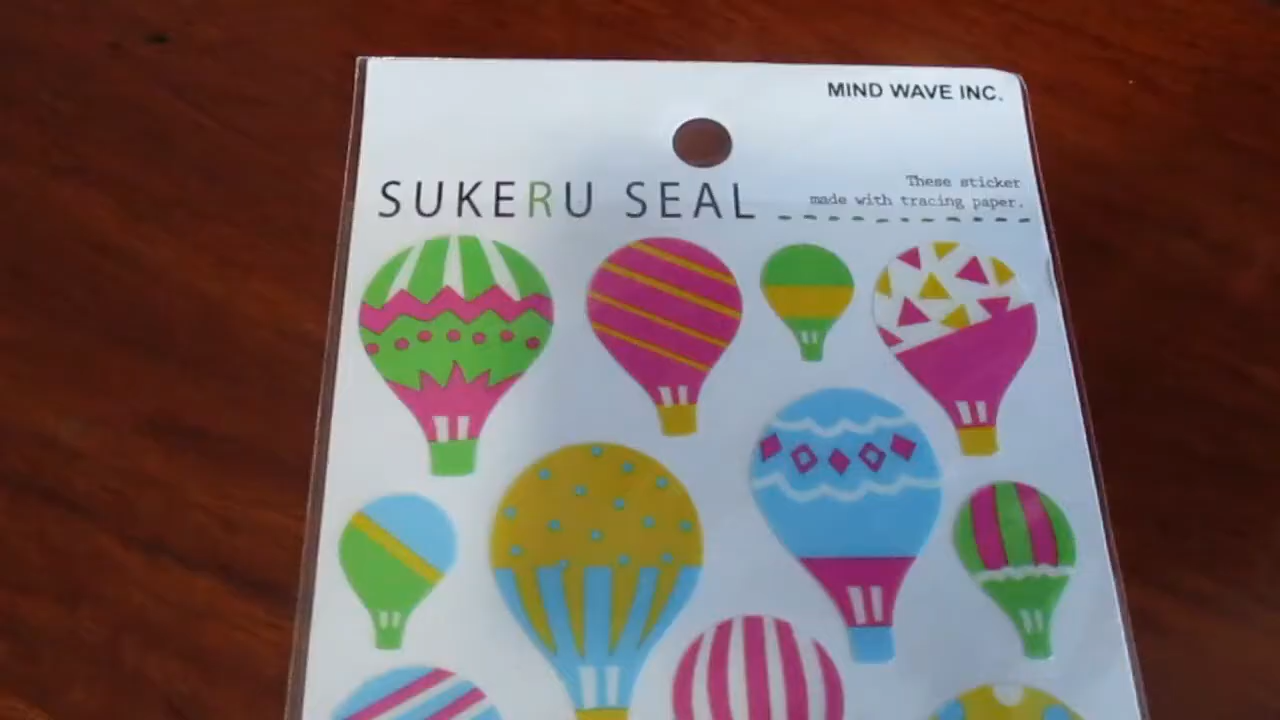 MIND WAVE INC.
SUKERU SEAL
These sticker
made with tracing paper.